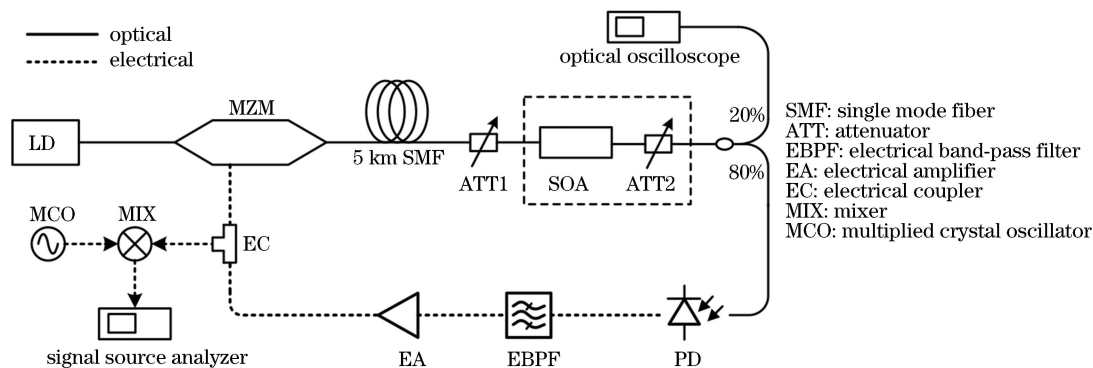 optical
electrical
optical oscilloscope
MZM
20%
SMF: single mode fiber
ATT: attenuator
EBPF: electrical band-pass filter
EA: electrical amplifier
EC: electrical coupler
MIX: mixer
MCO: multiplied crystal oscillator
LD
5 km SMF
ATT1
SOA
ATT2
80%
MCO
MIX
EC
signal source analyzer
EA
EBPF
PD